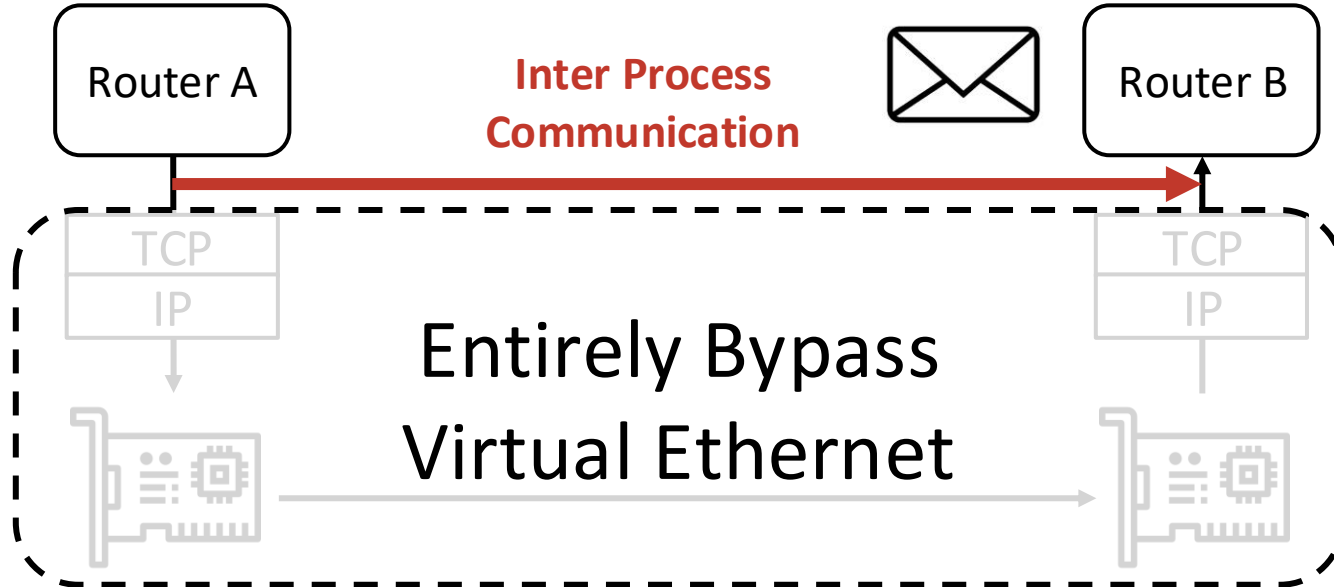 Router A
Inter Process
Communication
Router B
TCP
IP
TCP
IP
Entirely Bypass
Virtual Ethernet